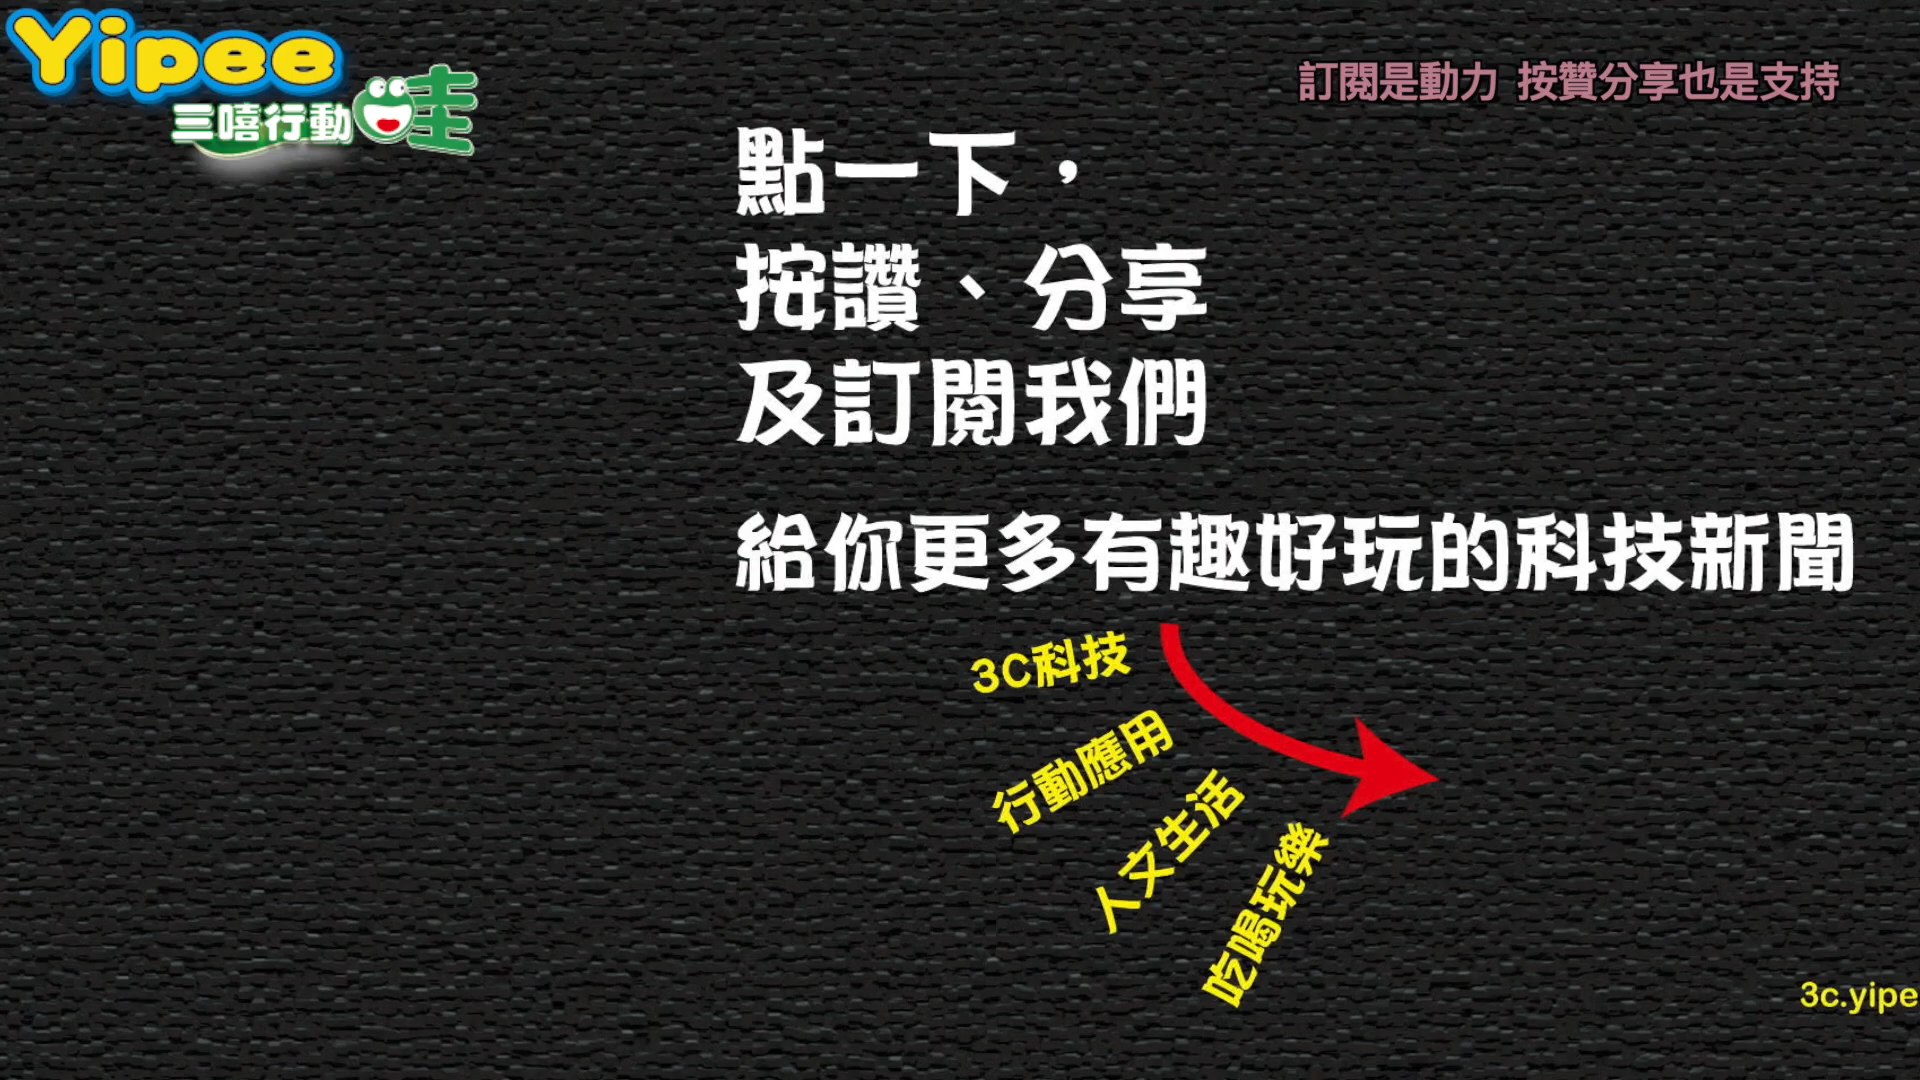 Yipee
三嘻行動哇
訂閱是動力 按贊分享也是支持
點一下，
按讚、分享
及訂閱我們
給你更多有趣好玩的科技新聞
3C科技
行動應用
人文生活
吃喝玩樂
3c.yipe